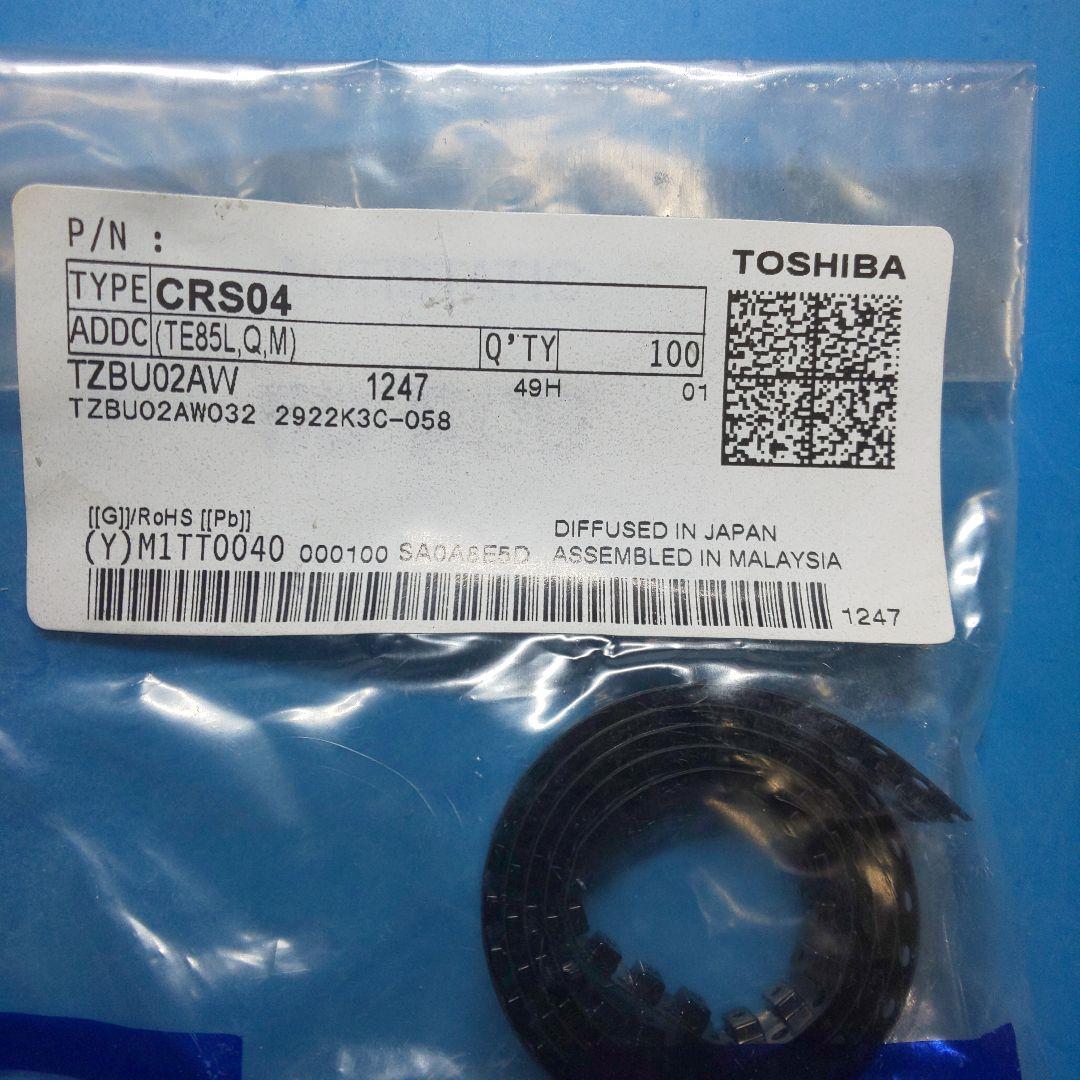 P/N :
TOSHIBA
TYPE CRS04
ADDC (TE85L,Q,M) Q'TY 100
TZBU02AW 1247 49H 01
TZBU02AW032 2922K3C-058
[[G]]/RoHS [[Pb]] DIFFUSED IN JAPAN
(Y)M1TT0040 000100 SA0A8E5D ASSEMBLED IN MALAYSIA
1247